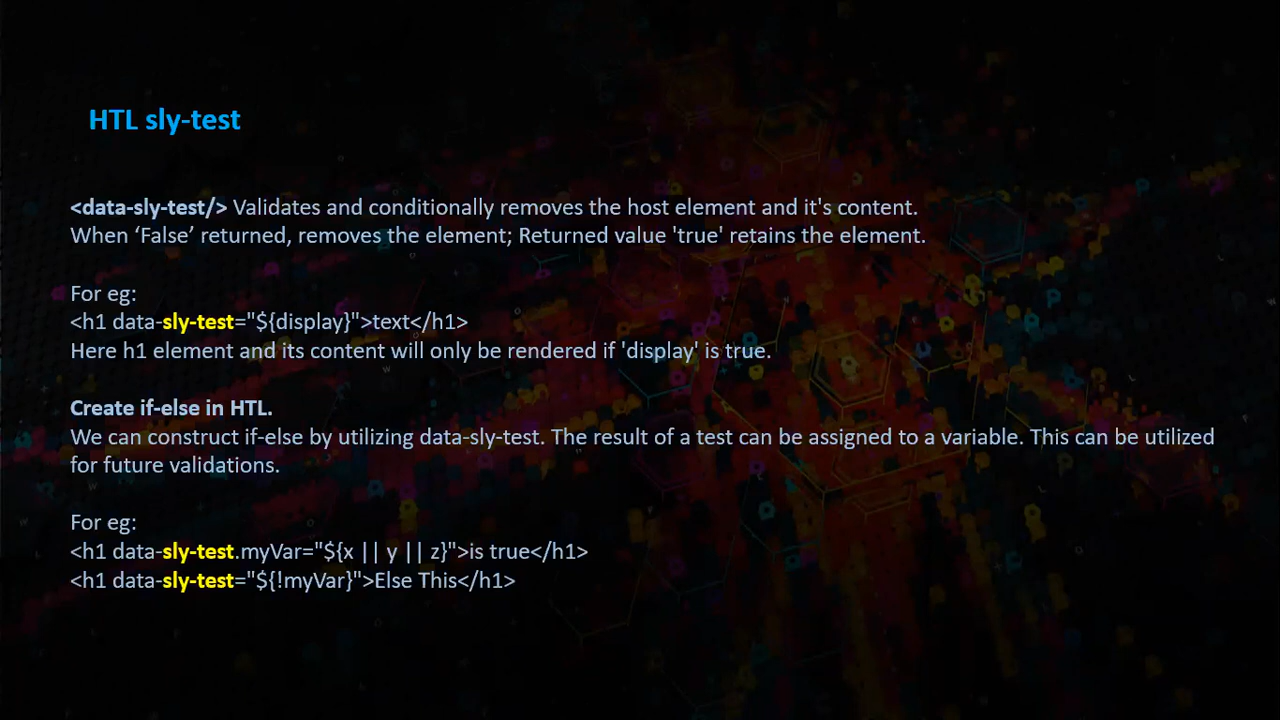 HTL sly-test
<data-sly-test/> Validates and conditionally removes the host element and it's content.
When ‘False’ returned, removes the element; Returned value 'true' retains the element.
For eg:
<h1 data-sly-test="${display}">text</h1>
Here h1 element and its content will only be rendered if 'display' is true.
Create if-else in HTL.
We can construct if-else by utilizing data-sly-test. The result of a test can be assigned to a variable. This can be utilized
for future validations.
For eg:
<h1 data-sly-test.myVar="${x || y || z}">is true</h1>
<h1 data-sly-test="${!myVar}">Else This</h1>